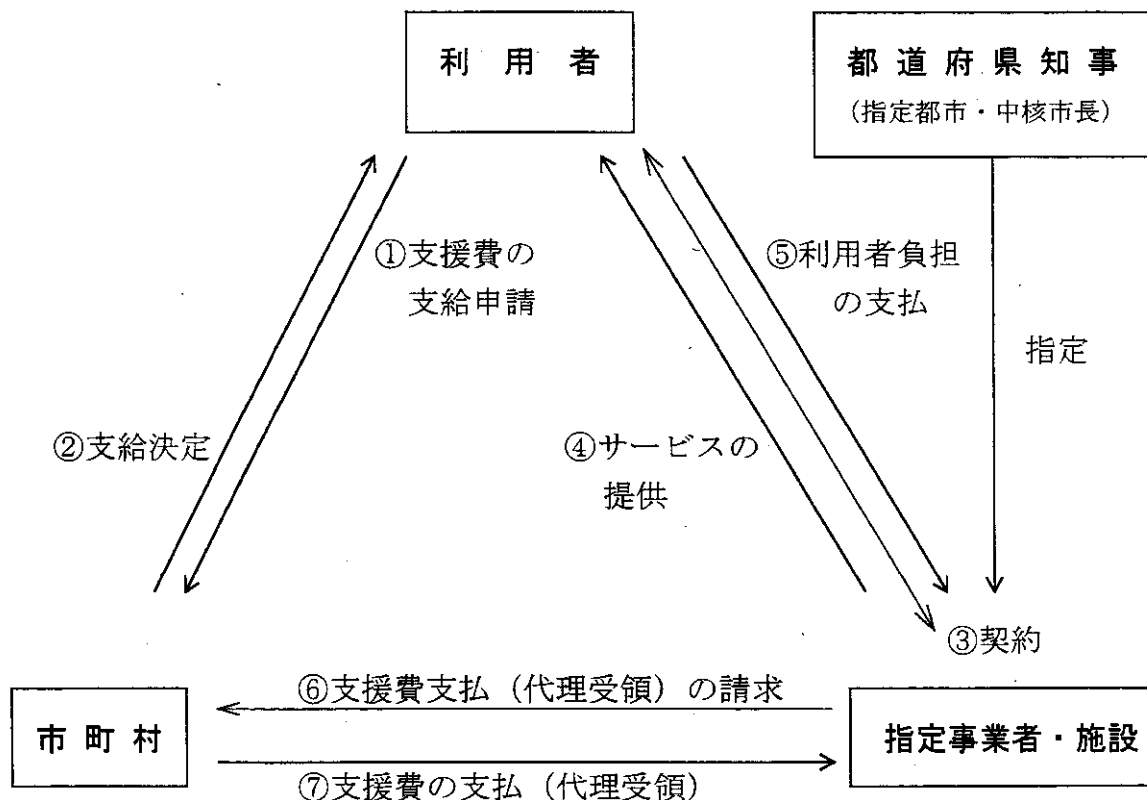 利用者
都道府県知事
(指定都市・中核市長)
①支援費の
支給申請
⑤利用者負担
の支払
指定
②支給決定
④サービスの
提供
③契約
⑥支援費支払(代理受領)の請求
市町村
指定事業者・施設
⑦支援費の支払(代理受領)